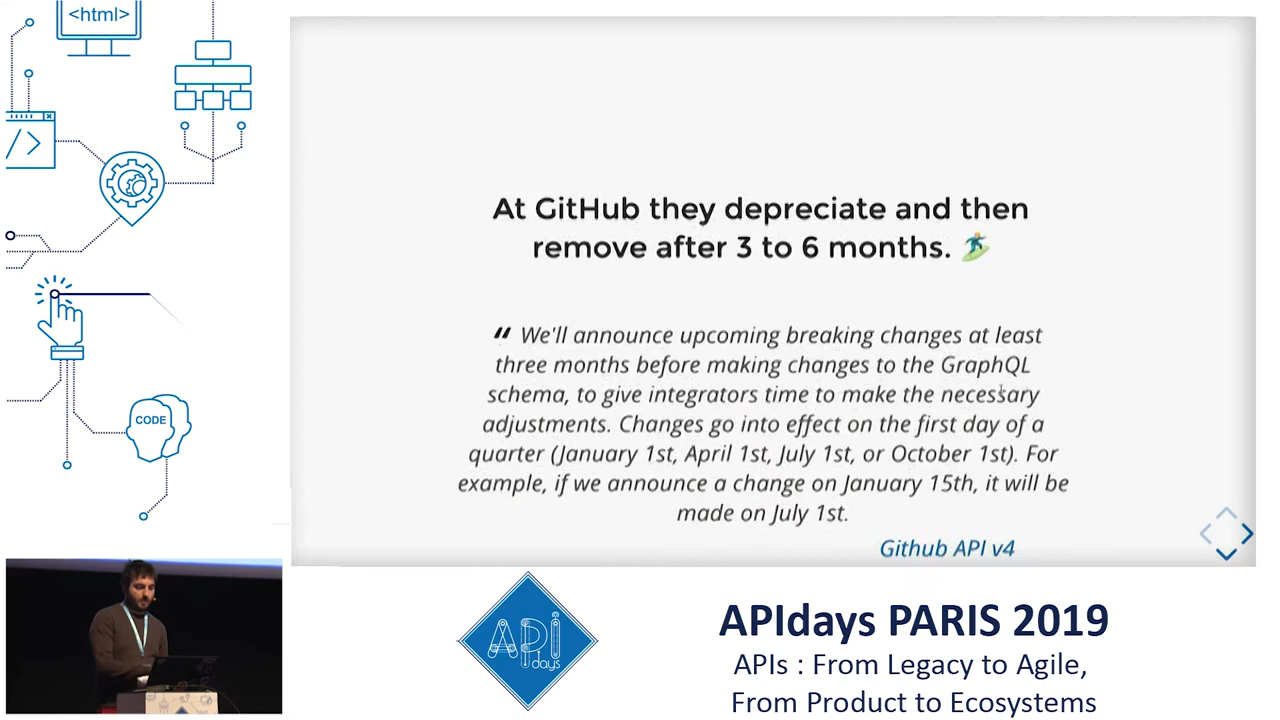 <html>
</>
CODE
At GitHub they depreciate and then
remove after 3 to 6 months.
“ We'll announce upcoming breaking changes at least
three months before making changes to the GraphQL
schema, to give integrators time to make the necessary
adjustments. Changes go into effect on the first day of a
quarter (January 1st, April 1st, July 1st, or October 1st). For
example, if we announce a change on January 15th, it will be
made on July 1st.
Github API v4
API
days
APIdays PARIS 2019
APIs : From Legacy to Agile,
From Product to Ecosystems